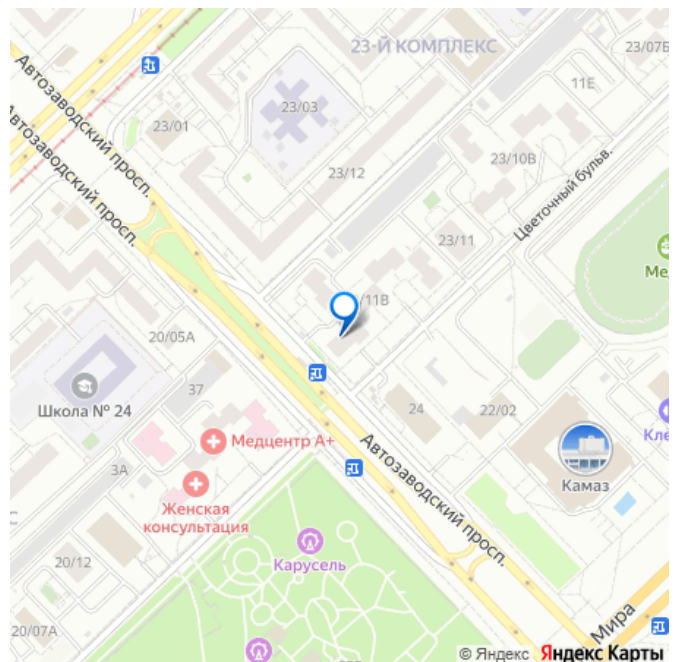 23-Й КОМПЛЕКС
23/07Б
11Е
23/03
23/01
Автозаводский просп.
Автозаводский просп.
23/12
23/10В
Цветочный бульв.
23/11
Ме
/11В
20/05А
37
Школа № 24
24
22/02
Кле
Медцентр А+
3А
Камаз
Женская
консультация
Автозаводский просп.
20/12
Карусель
20/07А
Мира
© Яндекс Яндекс Карты